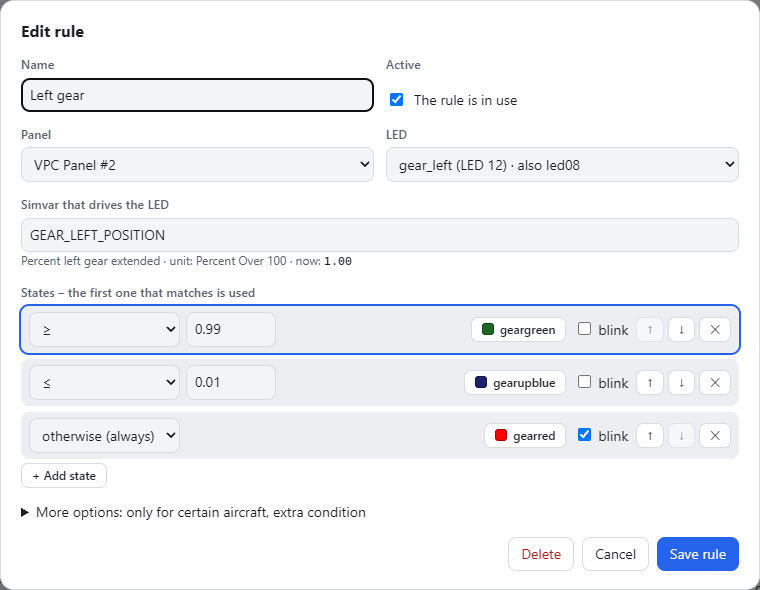 Edit rule
Name Active
Left gear The rule is in use
Panel LED
VPC Panel #2 gear_left (LED 12) · also led08
Simvar that drives the LED
GEAR_LEFT_POSITION
Percent left gear extended · unit: Percent Over 100 · now: 1.00
States – the first one that matches is used
≥ 0.99 geargreen blink ↑ ↓ ×
≤ 0.01 gearupblue blink ↑ ↓ ×
otherwise (always) gearred blink ↑ ↓ ×
+ Add state
▶ More options: only for certain aircraft, extra condition
Delete Cancel Save rule